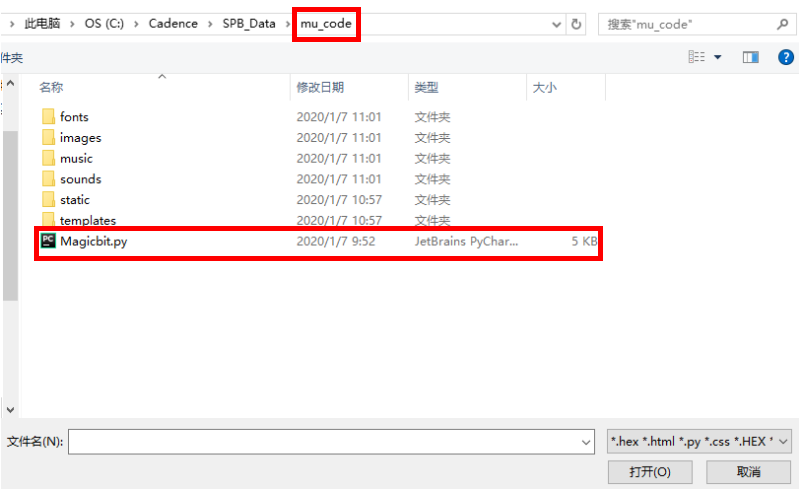 此电脑 > OS (C:) > Cadence > SPB_Data > mu_code 搜索"mu_code"
件夹
名称 修改日期 类型 大小
fonts 2020/1/7 11:01 文件夹
images 2020/1/7 11:01 文件夹
music 2020/1/7 11:01 文件夹
sounds 2020/1/7 11:01 文件夹
static 2020/1/7 10:57 文件夹
templates 2020/1/7 10:57 文件夹
Magicbit.py 2020/1/7 9:52 JetBrains PyChar... 5 KB
文件名(N): *.hex *.html *.py *.css *.HEX *
打开(O) 取消